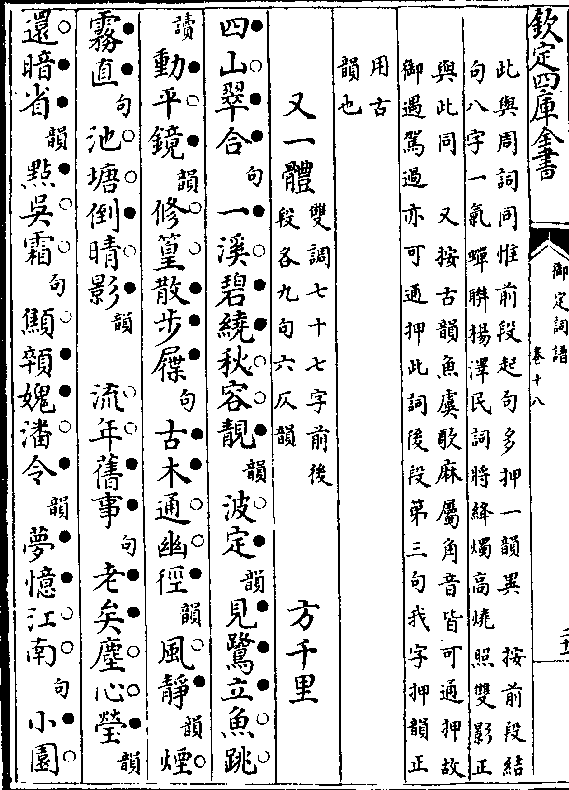 欽定四庫全書
御定詞譜
卷十八
此與周詞同惟前段起句多押一韻異　按前段結
句八字一氣蟬聯楊澤民詞將絳燭高燒照雙影正
與此同　又按古韻魚虞歌麻屬角音皆可通押故
御遇駕過亦可通押此詞後段第三句我字押韻正
用古
韻也
又一體　雙調七十七字前後
段各九句六仄韻　方千里
四山翠合句一溪碧繞秋容靚韻波定韻見鷺立魚跳
讀動平鏡韻修篁散步屧句古木通幽徑韻風靜韻煙
霧直句池塘倒晴影韻　流年舊事句老矣塵心瑩韻
還暗省韻點吳霜句顦顇愧潘令韻夢憶江南句小園